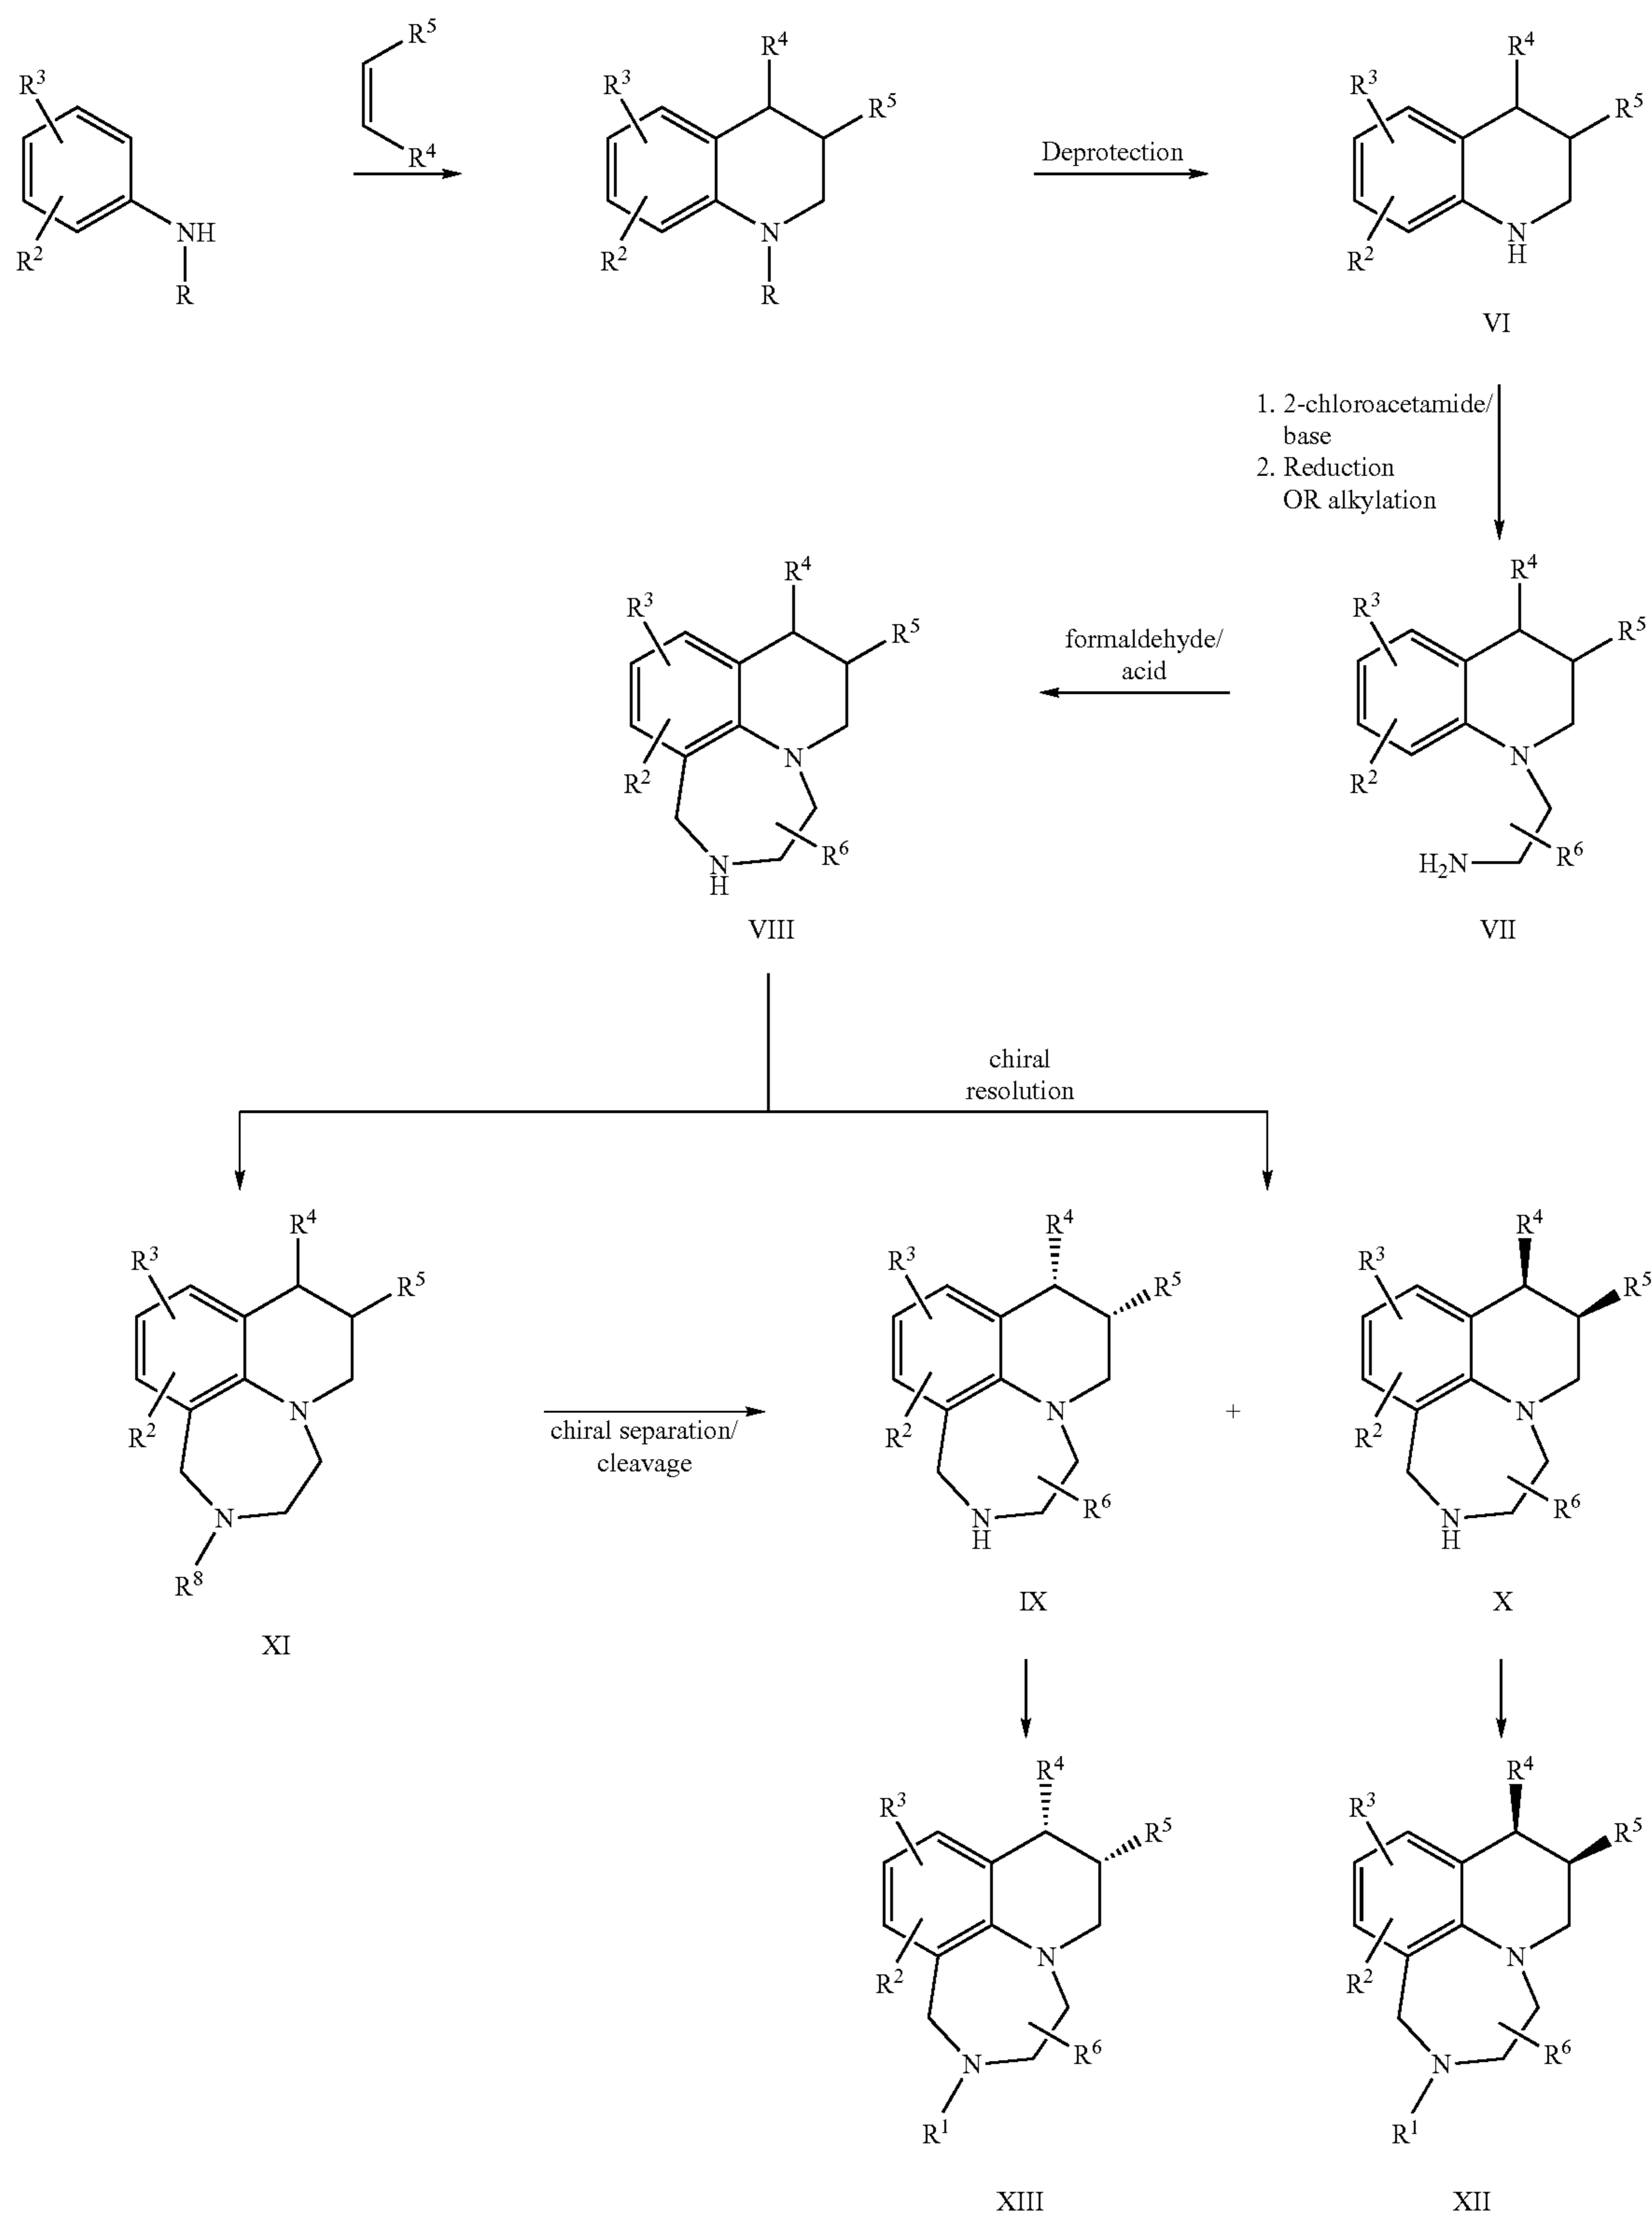 R⁵
R⁴
R³
R²
NH
R
R⁴
R³
R⁵
R²
N
R
Deprotection
R⁴
R³
R⁵
R²
N
H
VI
1. 2-chloroacetamide/
base
2. Reduction
OR alkylation
R⁴
R³
R⁵
R²
N
R⁶
H₂N
VII
formaldehyde/
acid
R⁴
R³
R⁵
R²
N
R⁶
N
H
VIII
chiral
resolution
R⁴
R³
R⁵
R²
N
N
R⁸
XI
chiral separation/
cleavage
R⁴
R³
R⁵
R²
N
R⁶
N
H
IX
+
R⁴
R³
R⁵
R²
N
R⁶
N
H
X
R⁴
R³
R⁵
R²
N
R⁶
N
R¹
XIII
R⁴
R³
R⁵
R²
N
R⁶
N
R¹
XII